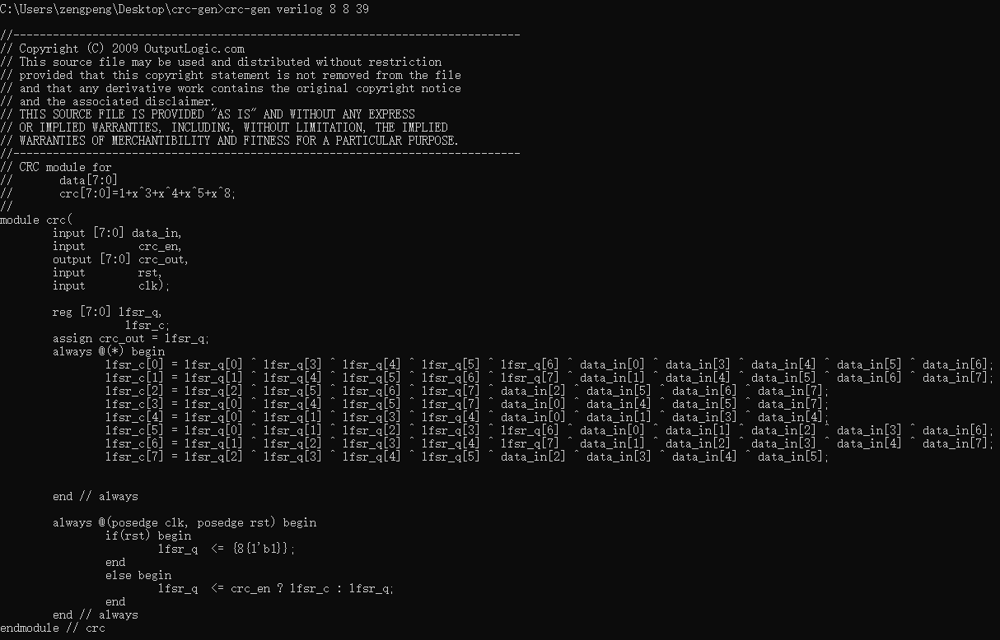 C:\Users\zengpeng\Desktop\crc-gen>crc-gen verilog 8 8 39
//-----------------------------------------------------------------------------
// Copyright (C) 2009 OutputLogic.com
// This source file may be used and distributed without restriction
// provided that this copyright statement is not removed from the file
// and that any derivative work contains the original copyright notice
// and the associated disclaimer.
// THIS SOURCE FILE IS PROVIDED "AS IS" AND WITHOUT ANY EXPRESS
// OR IMPLIED WARRANTIES, INCLUDING, WITHOUT LIMITATION, THE IMPLIED
// WARRANTIES OF MERCHANTIBILITY AND FITNESS FOR A PARTICULAR PURPOSE.
//-----------------------------------------------------------------------------
// CRC module for
//       data[7:0]
//       crc[7:0]=1+x^3+x^4+x^5+x^8;
//
module crc(
        input [7:0] data_in,
        input        crc_en,
        output [7:0] crc_out,
        input        rst,
        input        clk);
        reg [7:0] lfsr_q,
                   lfsr_c;
        assign crc_out = lfsr_q;
        always @(*) begin
                lfsr_c[0] = lfsr_q[0] ^ lfsr_q[3] ^ lfsr_q[4] ^ lfsr_q[5] ^ lfsr_q[6] ^ data_in[0] ^ data_in[3] ^ data_in[4] ^ data_in[5] ^ data_in[6];
                lfsr_c[1] = lfsr_q[1] ^ lfsr_q[4] ^ lfsr_q[5] ^ lfsr_q[6] ^ lfsr_q[7] ^ data_in[1] ^ data_in[4] ^ data_in[5] ^ data_in[6] ^ data_in[7];
                lfsr_c[2] = lfsr_q[2] ^ lfsr_q[5] ^ lfsr_q[6] ^ lfsr_q[7] ^ data_in[2] ^ data_in[5] ^ data_in[6] ^ data_in[7];
                lfsr_c[3] = lfsr_q[0] ^ lfsr_q[4] ^ lfsr_q[5] ^ lfsr_q[7] ^ data_in[0] ^ data_in[4] ^ data_in[5] ^ data_in[7];
                lfsr_c[4] = lfsr_q[0] ^ lfsr_q[1] ^ lfsr_q[3] ^ lfsr_q[4] ^ data_in[0] ^ data_in[1] ^ data_in[3] ^ data_in[4];
                lfsr_c[5] = lfsr_q[0] ^ lfsr_q[1] ^ lfsr_q[2] ^ lfsr_q[3] ^ lfsr_q[6] ^ data_in[0] ^ data_in[1] ^ data_in[2] ^ data_in[3] ^ data_in[6];
                lfsr_c[6] = lfsr_q[1] ^ lfsr_q[2] ^ lfsr_q[3] ^ lfsr_q[4] ^ lfsr_q[7] ^ data_in[1] ^ data_in[2] ^ data_in[3] ^ data_in[4] ^ data_in[7];
                lfsr_c[7] = lfsr_q[2] ^ lfsr_q[3] ^ lfsr_q[4] ^ lfsr_q[5] ^ data_in[2] ^ data_in[3] ^ data_in[4] ^ data_in[5];
        end // always
        always @(posedge clk, posedge rst) begin
                if(rst) begin
                        lfsr_q  <= {8{1'b1}};
                end
                else begin
                        lfsr_q  <= crc_en ? lfsr_c : lfsr_q;
                end
        end // always
endmodule // crc